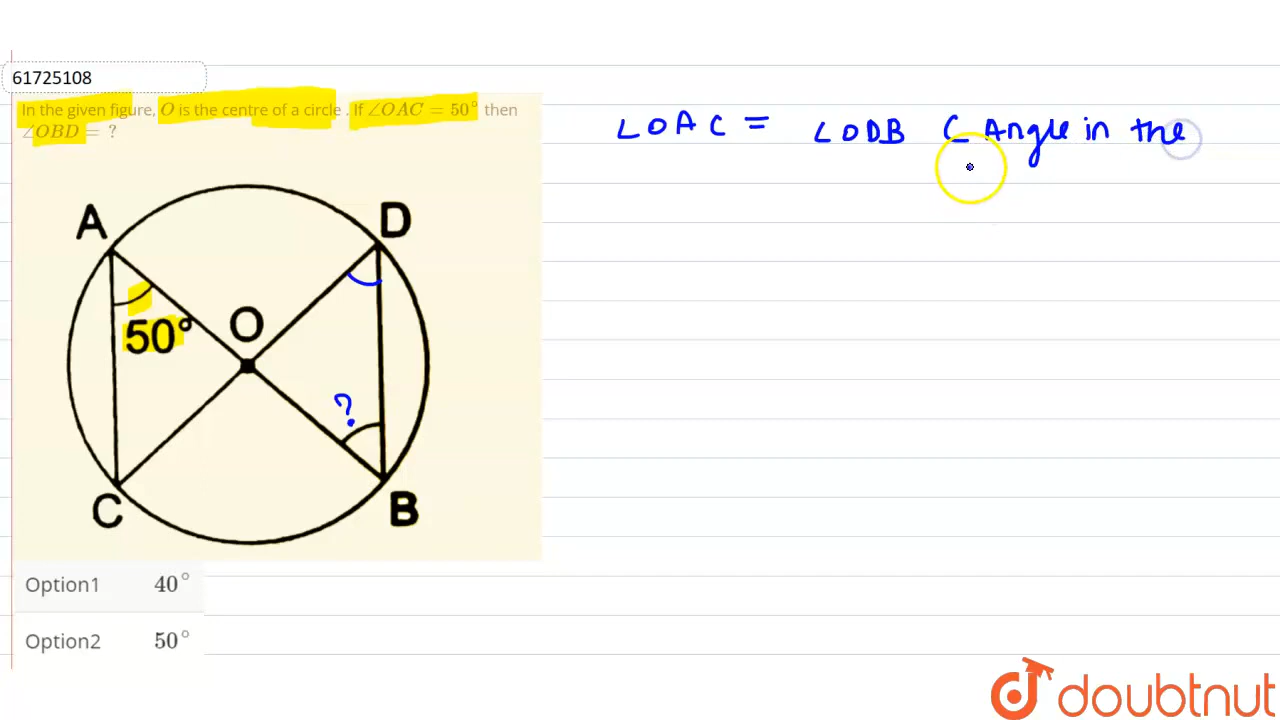 61725108
In the given figure, O is the centre of a circle . If ∠OAC = 50° then
∠OBD = ?
∠OAC = ∠ODB ( Angle in the
A
D
50°
O
?
C
B
Option1 40°
Option2 50°
doubtnut